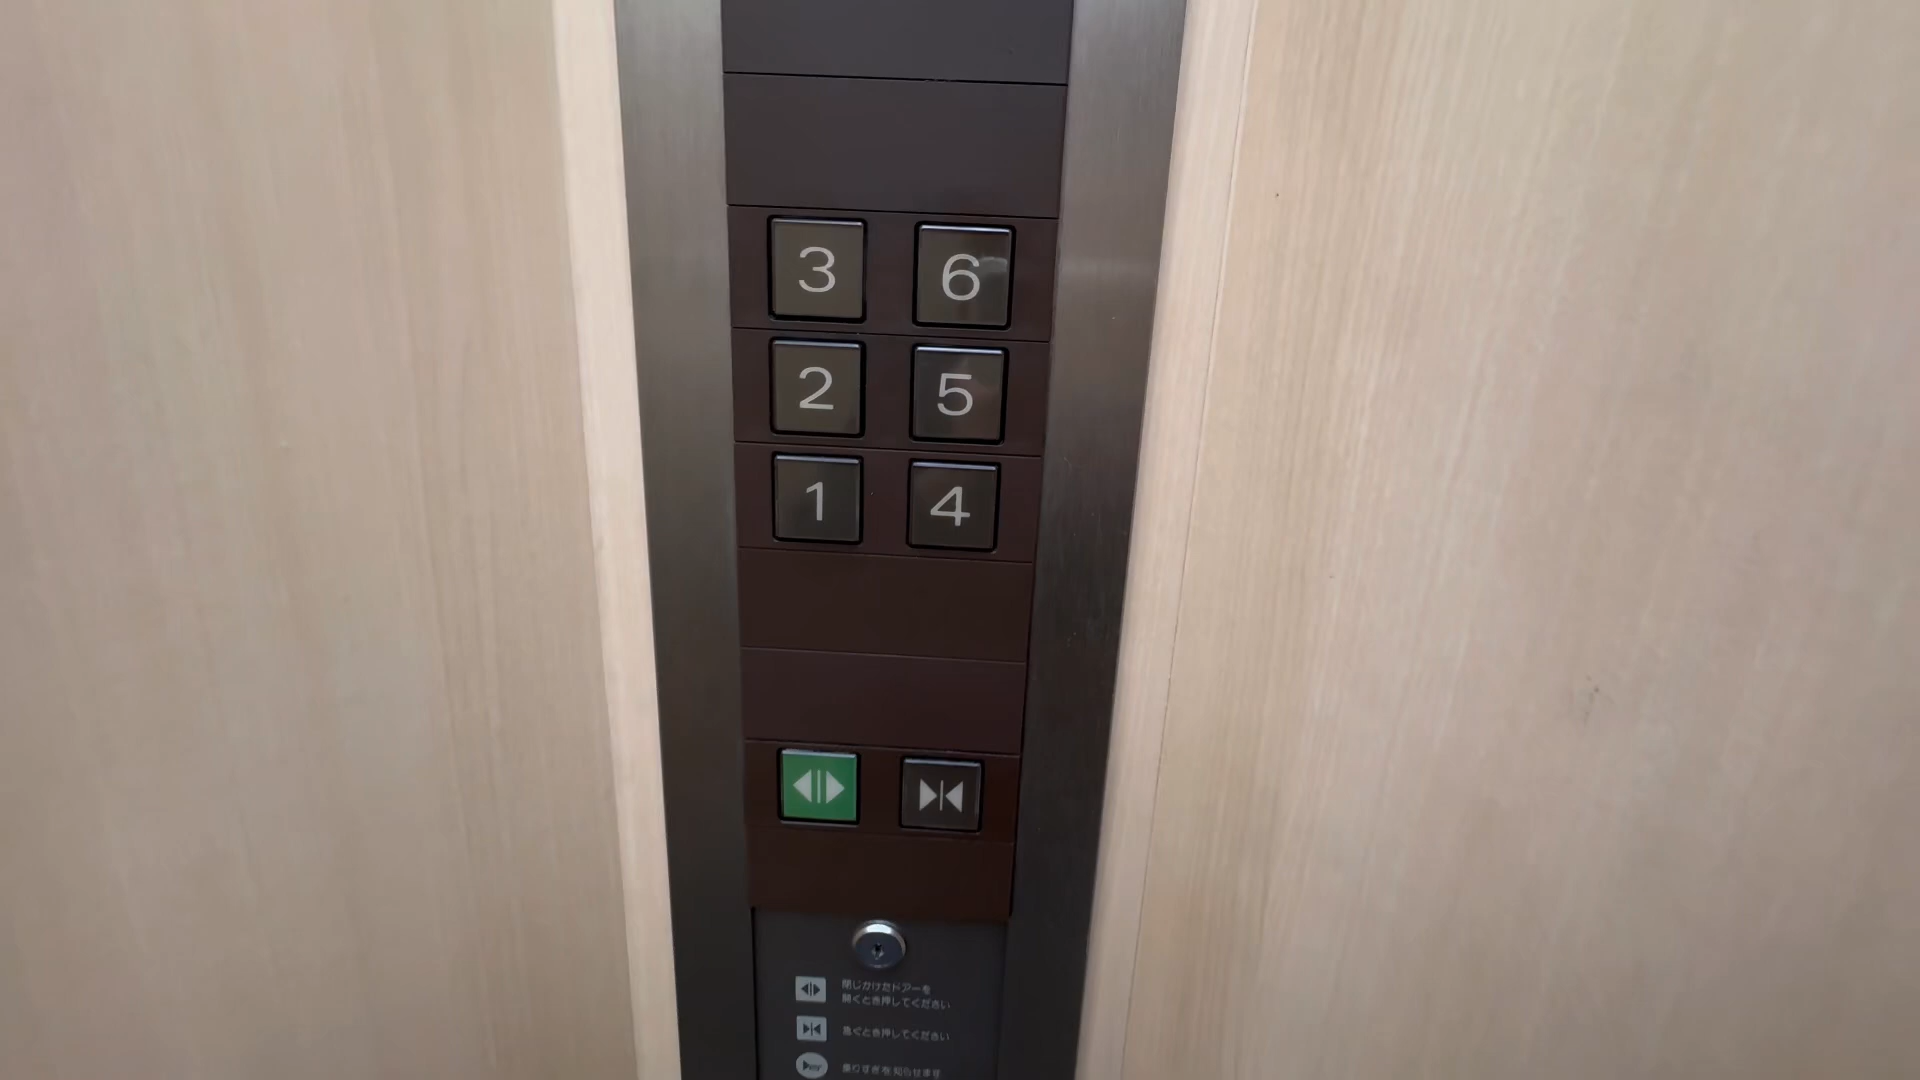 3 6
2 5
1 4
閉じかけたドアーを
開くとき押してください
急ぐとき押してください
乗りすぎを知らせます